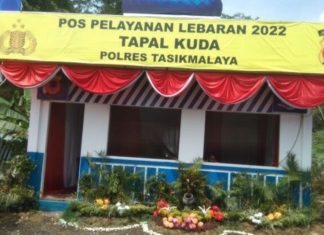 POS PELAYANAN LEBARAN 2022
TAPAL KUDA
POLRES TASIKMALAYA